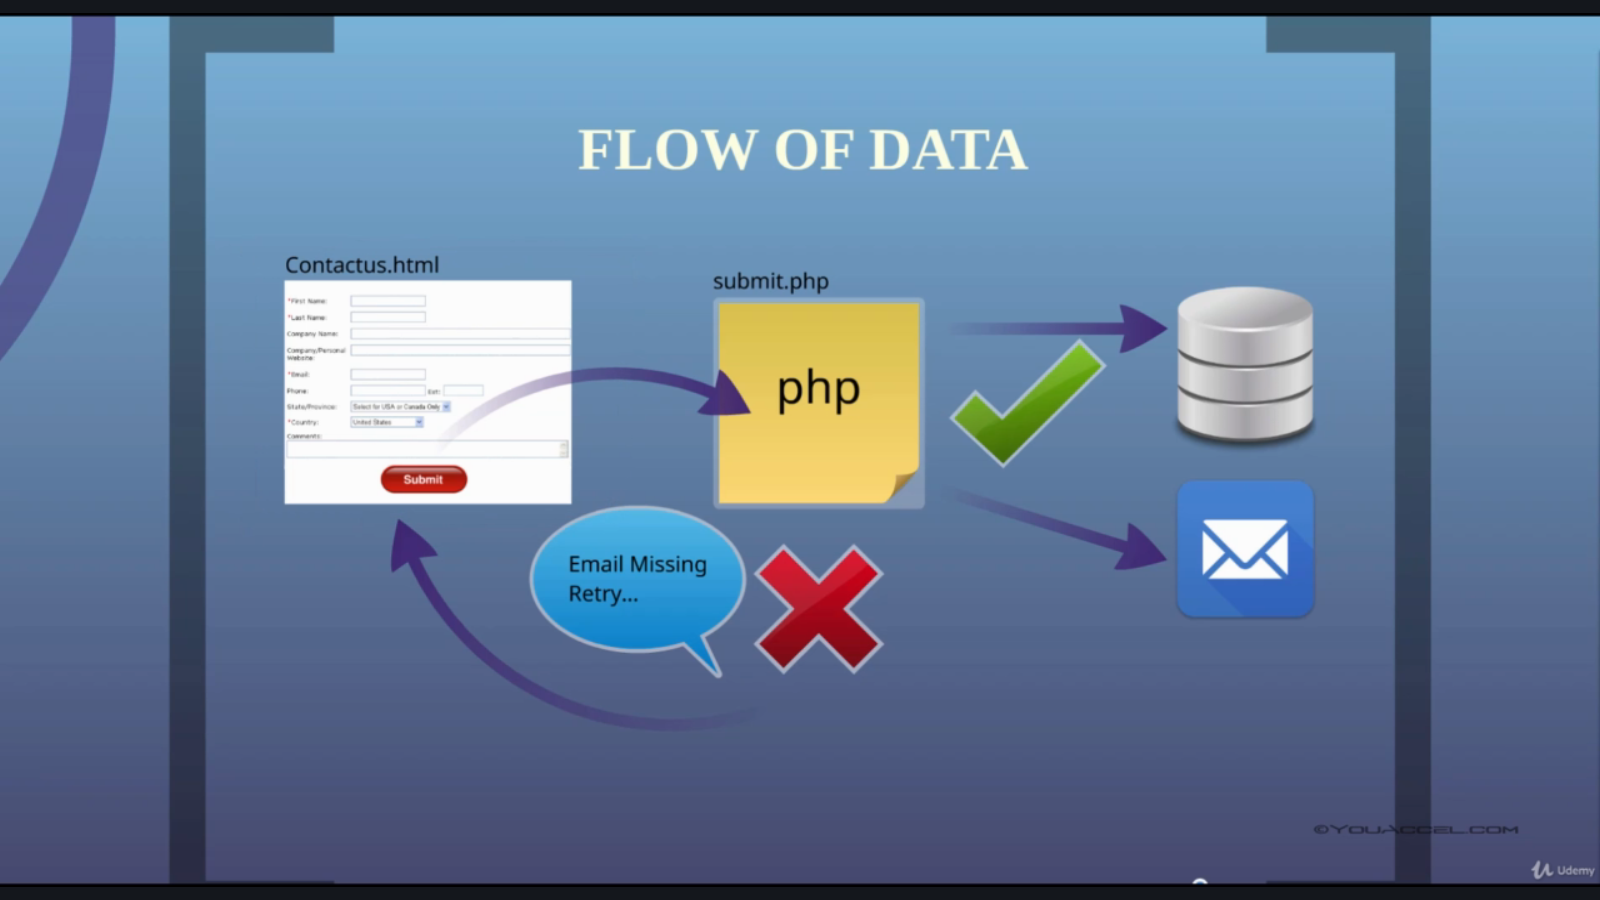 FLOW OF DATA
Contactus.html
submit.php
*First Name:
*Last Name:
Company Name:
Company/Personal
Website:
*Email:
Phone:
Ext:
State/Province:
Select for USA or Canada Only
*Country:
United States
Comments:
Submit
php
Email Missing
Retry...
©YOUACCEL.COM
Udemy